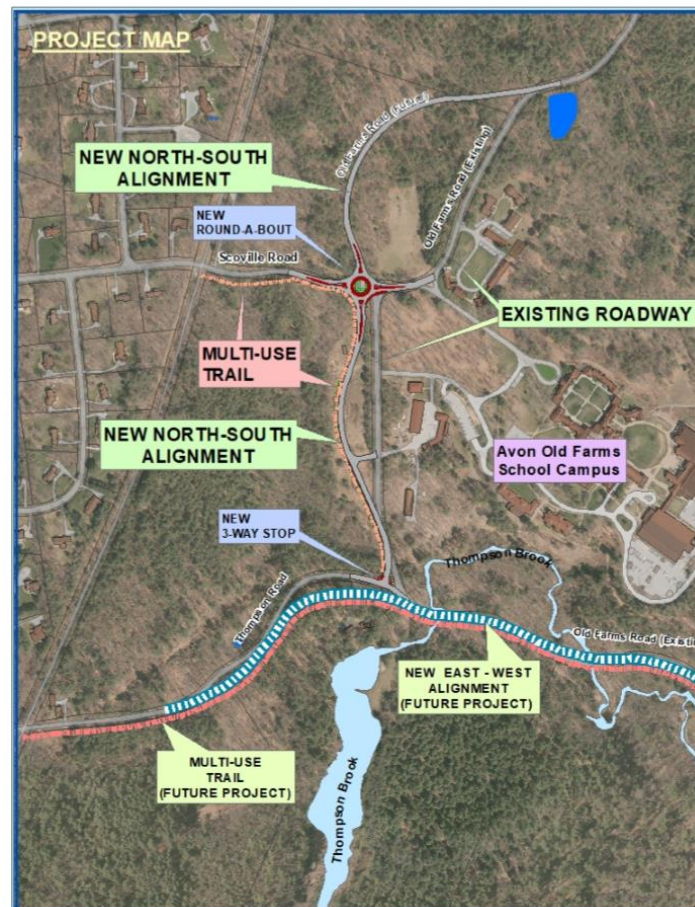 PROJECT MAP
Old Farms Road (Future)
NEW NORTH-SOUTH
ALIGNMENT
Old Farms Road (Existing)
NEW
ROUND-A-BOUT
Scoville Road
EXISTING ROADWAY
MULTI-USE
TRAIL
NEW NORTH-SOUTH
ALIGNMENT
Avon Old Farms
School Campus
NEW
3-WAY STOP
Thompson Brook
Thompson Road
Old Farms Road (Existi
NEW EAST - WEST
ALIGNMENT
(FUTURE PROJECT)
MULTI-USE
TRAIL
(FUTURE PROJECT)
Thompson Brook